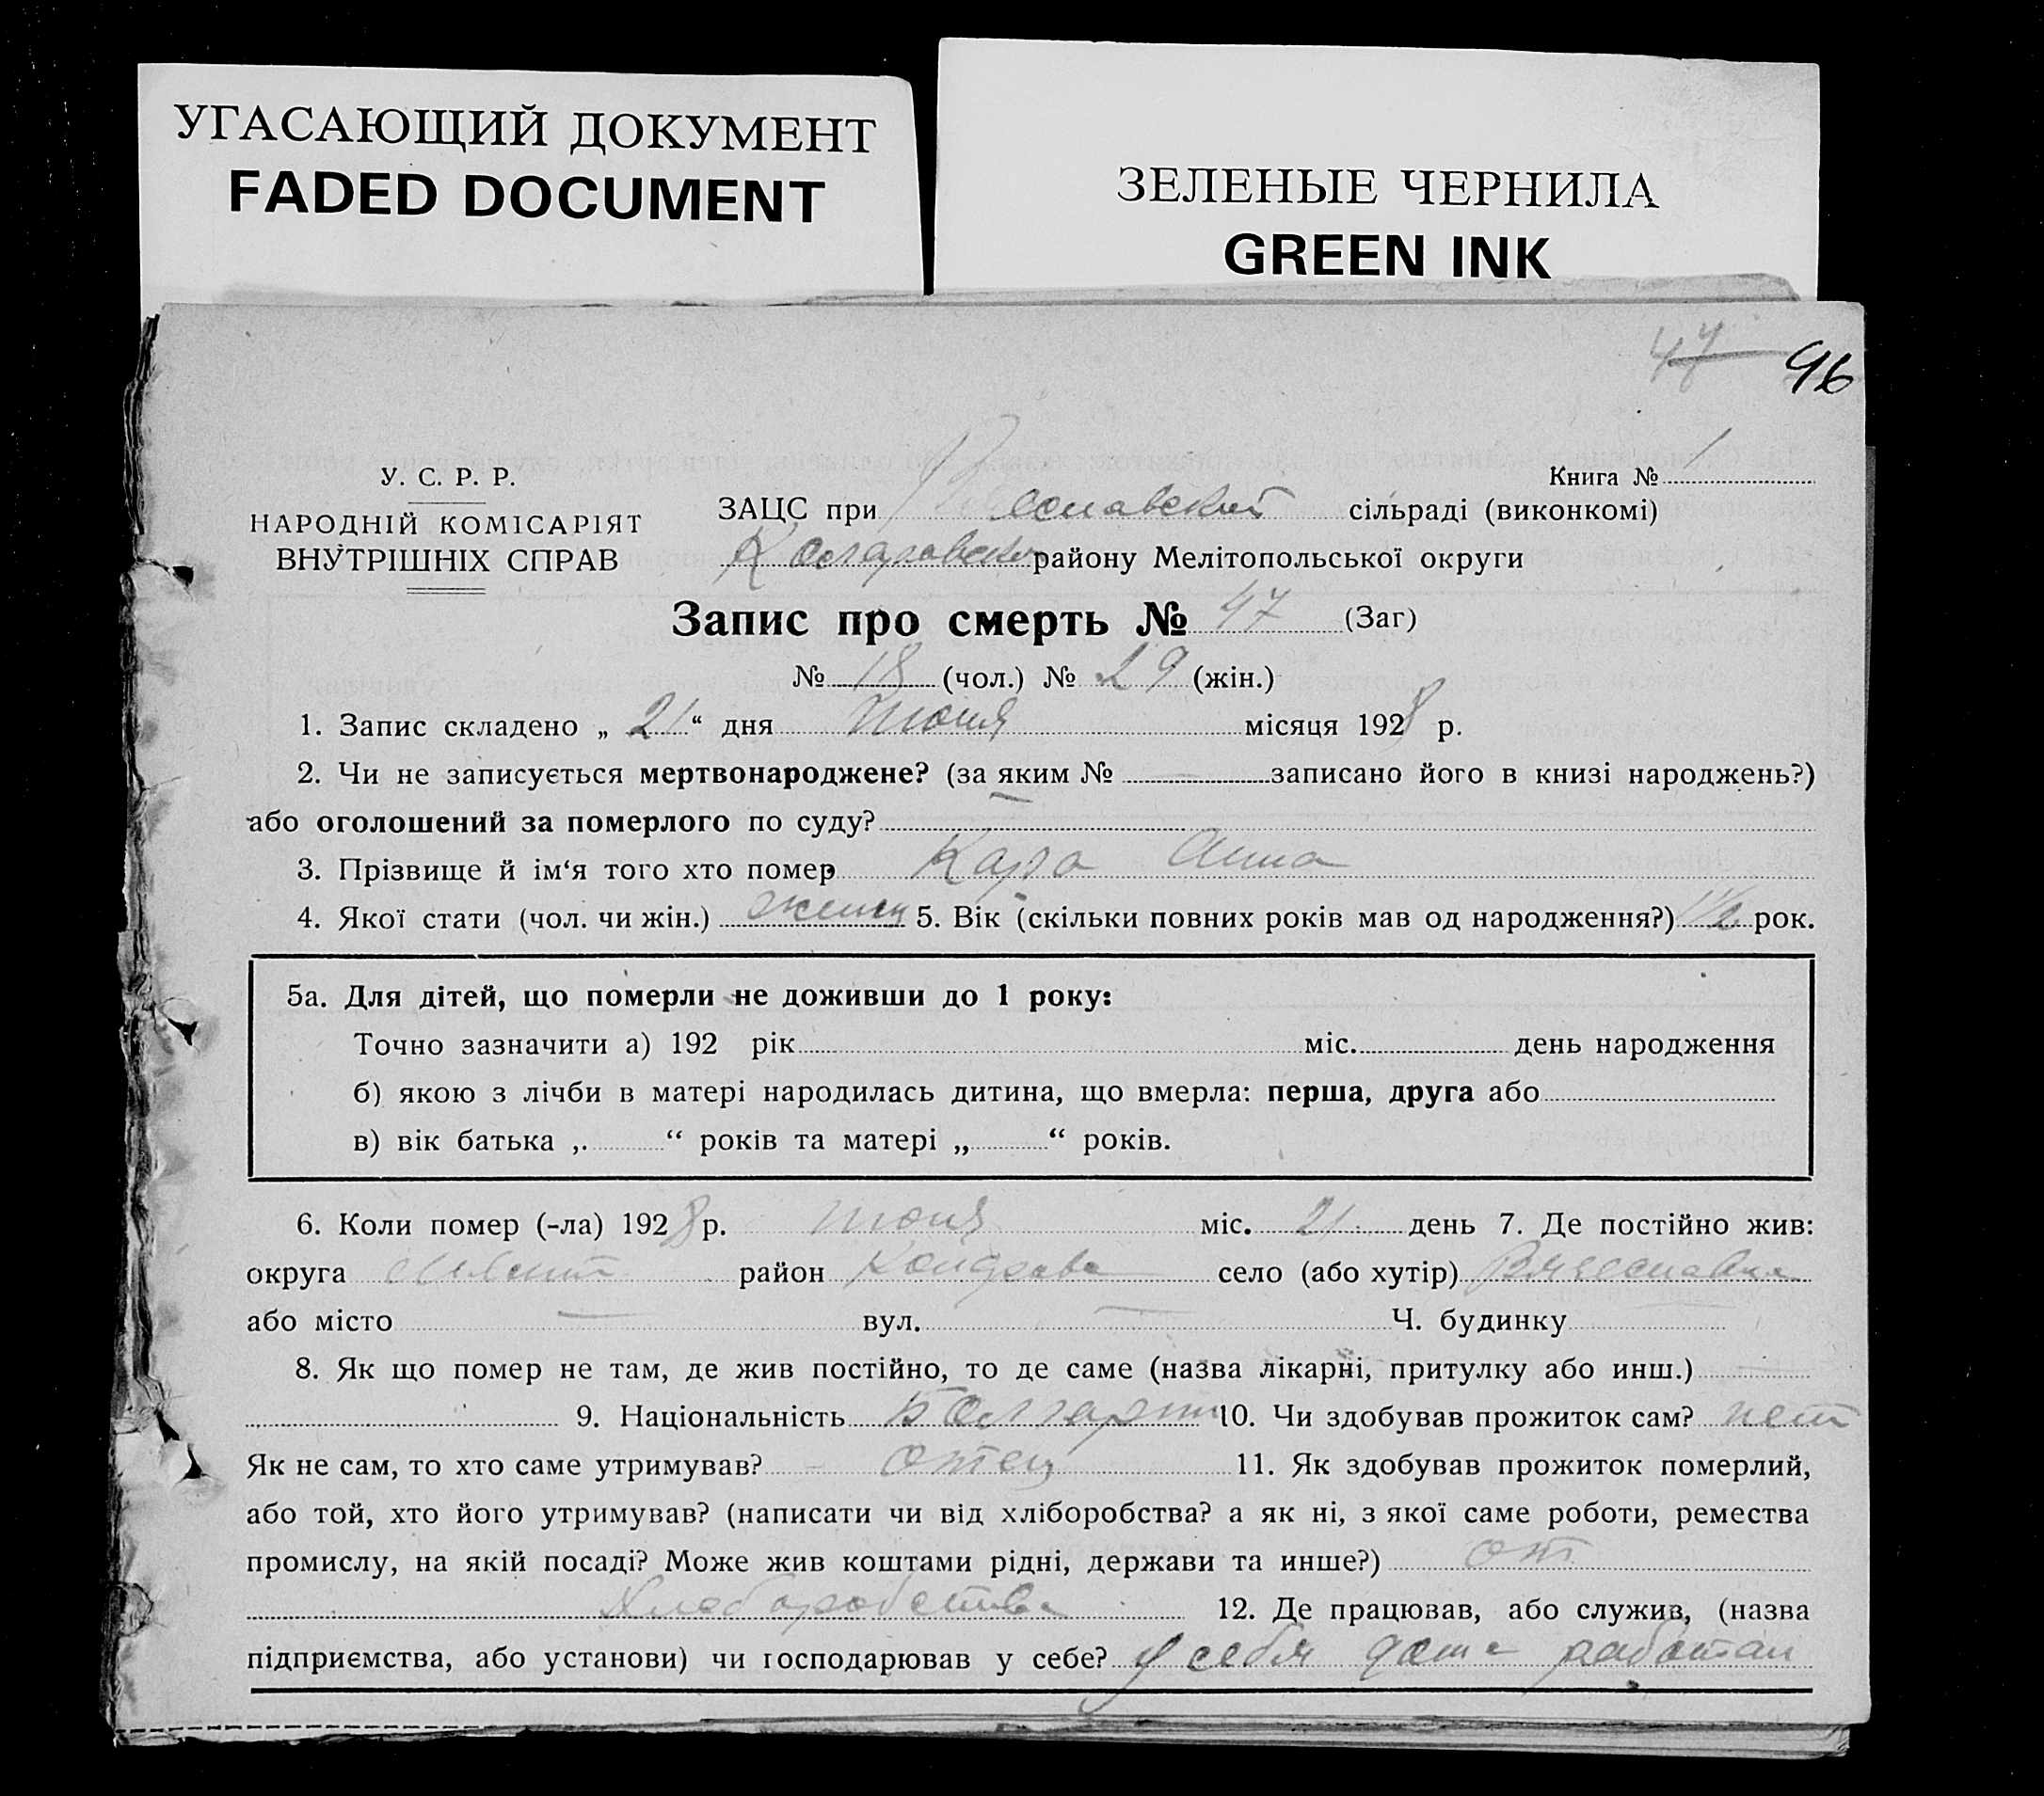 УГАСАЮЩИЙ ДОКУМЕНТ
FADED DOCUMENT
ЗЕЛЕНЫЕ ЧЕРНИЛА
GREEN INK
47 96
У. С. Р. Р.
НАРОДНІЙ КОМІСАРІЯТ
ВНУТРІШНІХ СПРАВ
Книга № 1
ЗАЦС при сільраді (виконкомі)
району Мелітопольської округи
Запис про смерть № 47 (Заг)
№ 18 (чол.) № 29 (жін.)
1. Запис складено „ 21 “ дня июня місяця 1928 р.
2. Чи не записується мертвонароджене? (за яким № — записано його в книзі народжень?)
або оголошений за померлого по суду? —
3. Прізвище й ім‘я того хто помер Кара Анна
4. Якої стати (чол. чи жін.) женщ 5. Вік (скільки повних років мав од народження?) рок.
5а. Для дітей, що померли не доживши до 1 року:
Точно зазначити а) 192 рік міс. день народження
б) якою з лічби в матері народилась дитина, що вмерла: перша, друга або
в) вік батька „ “ років та матері „ “ років.
6. Коли помер (-ла) 1928 р. июня міс. 21 день 7. Де постійно жив:
округа район село (або хутір) Вячеславка
або місто — вул. — Ч. будинку
8. Як що помер не там, де жив постійно, то де саме (назва лікарні, притулку або инш.)
9. Національність 10. Чи здобував прожиток сам? нет
Як не сам, то хто саме утримував? отец 11. Як здобував прожиток померлий,
або той, хто його утримував? (написати чи від хліборобства? а як ні, з якої саме роботи, ремества
промислу, на якій посаді? Може жив коштами рідні, держави та инше?) от
Хлеборобства 12. Де працював, або служив, (назва
підприємства, або установи) чи господарював у себе? у себя дома работал